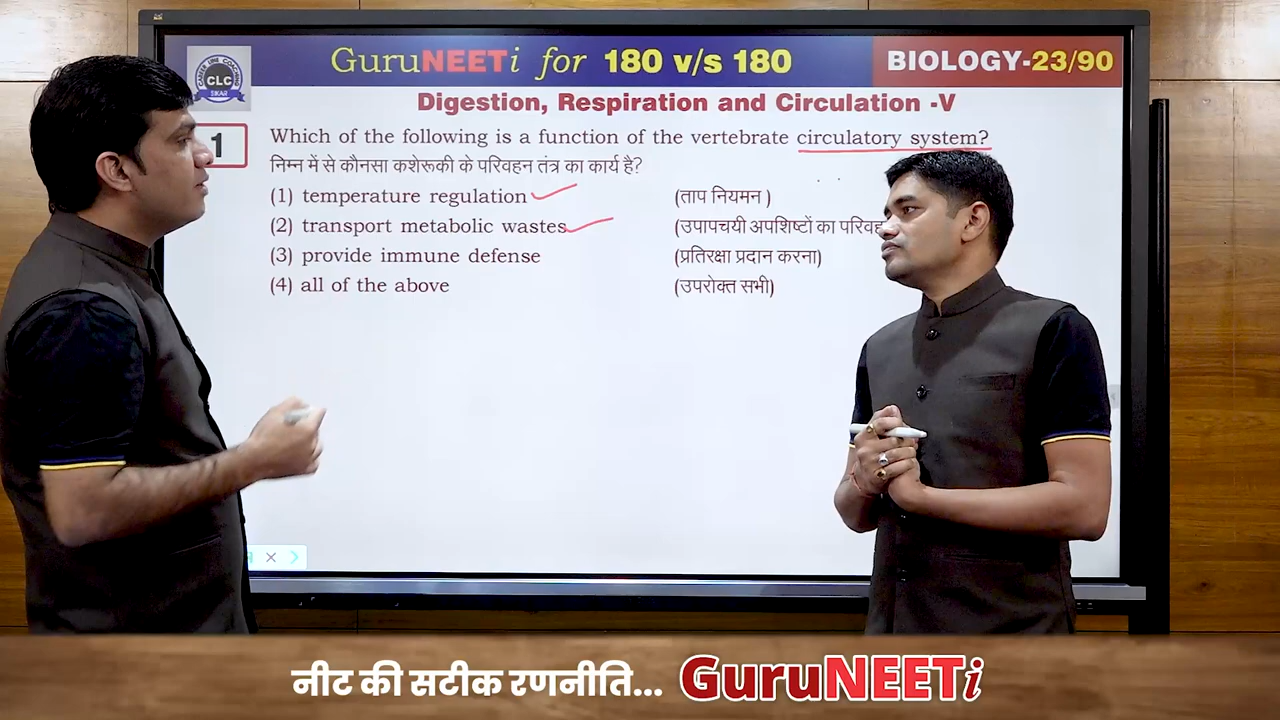 GuruNEETi for 180 v/s 180
BIOLOGY-23/90
CLC
SIKAR
Digestion, Respiration and Circulation -V
1
Which of the following is a function of the vertebrate circulatory system?
निम्न में से कौनसा कशेरूकी के परिवहन तंत्र का कार्य है?
(1) temperature regulation (ताप नियमन )
(2) transport metabolic wastes (उपापचयी अपशिष्टों का
(3) provide immune defense (प्रतिरक्षा प्रदान करना)
(4) all of the above (उपरोक्त सभी)
नीट की सटीक रणनीति... GuruNEETi